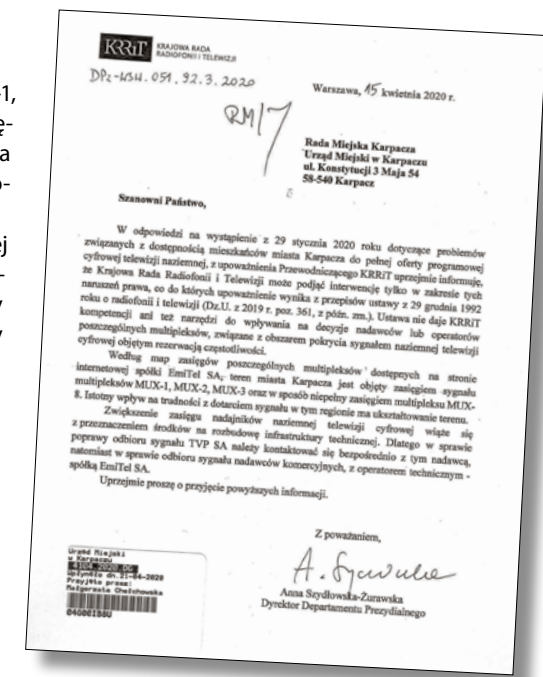 -1,
ę-
a
o-
ej
-
y
y
KRRiT
KRAJOWA RADA
RADIOFONII I TELEWIZJI
DPz-WSW.051.92.3.2020
Warszawa, 15 kwietnia 2020 r.
RM/7
Rada Miejska Karpacza
Urząd Miejski w Karpaczu
ul. Konstytucji 3 Maja 54
58-540 Karpacz
Szanowni Państwo,
W odpowiedzi na wystąpienie z 29 stycznia 2020 roku dotyczące problemów
związanych z dostępnością mieszkańców miasta Karpacza do pełnej oferty programowej
cyfrowej telewizji naziemnej, z upoważnienia Przewodniczącego KRRiT uprzejmie informuję,
że Krajowa Rada Radiofonii i Telewizji może podjąć interwencję tylko w zakresie tych
naruszeń prawa, co do których upoważnienie wynika z przepisów ustawy z 29 grudnia 1992
roku o radiofonii i telewizji (Dz.U. z 2019 r. poz. 361, z późn. zm.). Ustawa nie daje KRRiT
kompetencji ani też narzędzi do wpływania na decyzje nadawców lub operatorów
poszczególnych multipleksów, związane z obszarem pokrycia sygnałem naziemnej telewizji
cyfrowej objętym rezerwacją częstotliwości.
Według map zasięgów poszczególnych multipleksów dostępnych na stronie
internetowej spółki EmiTel SA, teren miasta Karpacza jest objęty zasięgiem sygnału
multipleksów MUX-1, MUX-2, MUX-3 oraz w sposób niepełny zasięgiem multipleksu MUX-
8. Istotny wpływ na trudności z dotarciem sygnału w tym regionie ma ukształtowanie terenu.
Zwiększenie zasięgu nadajników naziemnej telewizji cyfrowej wiąże się
z przeznaczeniem środków na rozbudowę infrastruktury technicznej. Dlatego w sprawie
poprawy odbioru sygnału TVP SA należy kontaktować się bezpośrednio z tym nadawcą,
natomiast w sprawie odbioru sygnału nadawców komercyjnych, z operatorem technicznym -
spółką EmiTel SA.
Uprzejmie proszę o przyjęcie powyższych informacji.
Z poważaniem,
Anna Szydłowska-Żurawska
Dyrektor Departamentu Prezydialnego
Urząd Miejski
w Karpaczu
4104.2020.OG
Wpłynęło dn.21-04-2020
Przyjęte przez:
Małgorzata Chełchowska